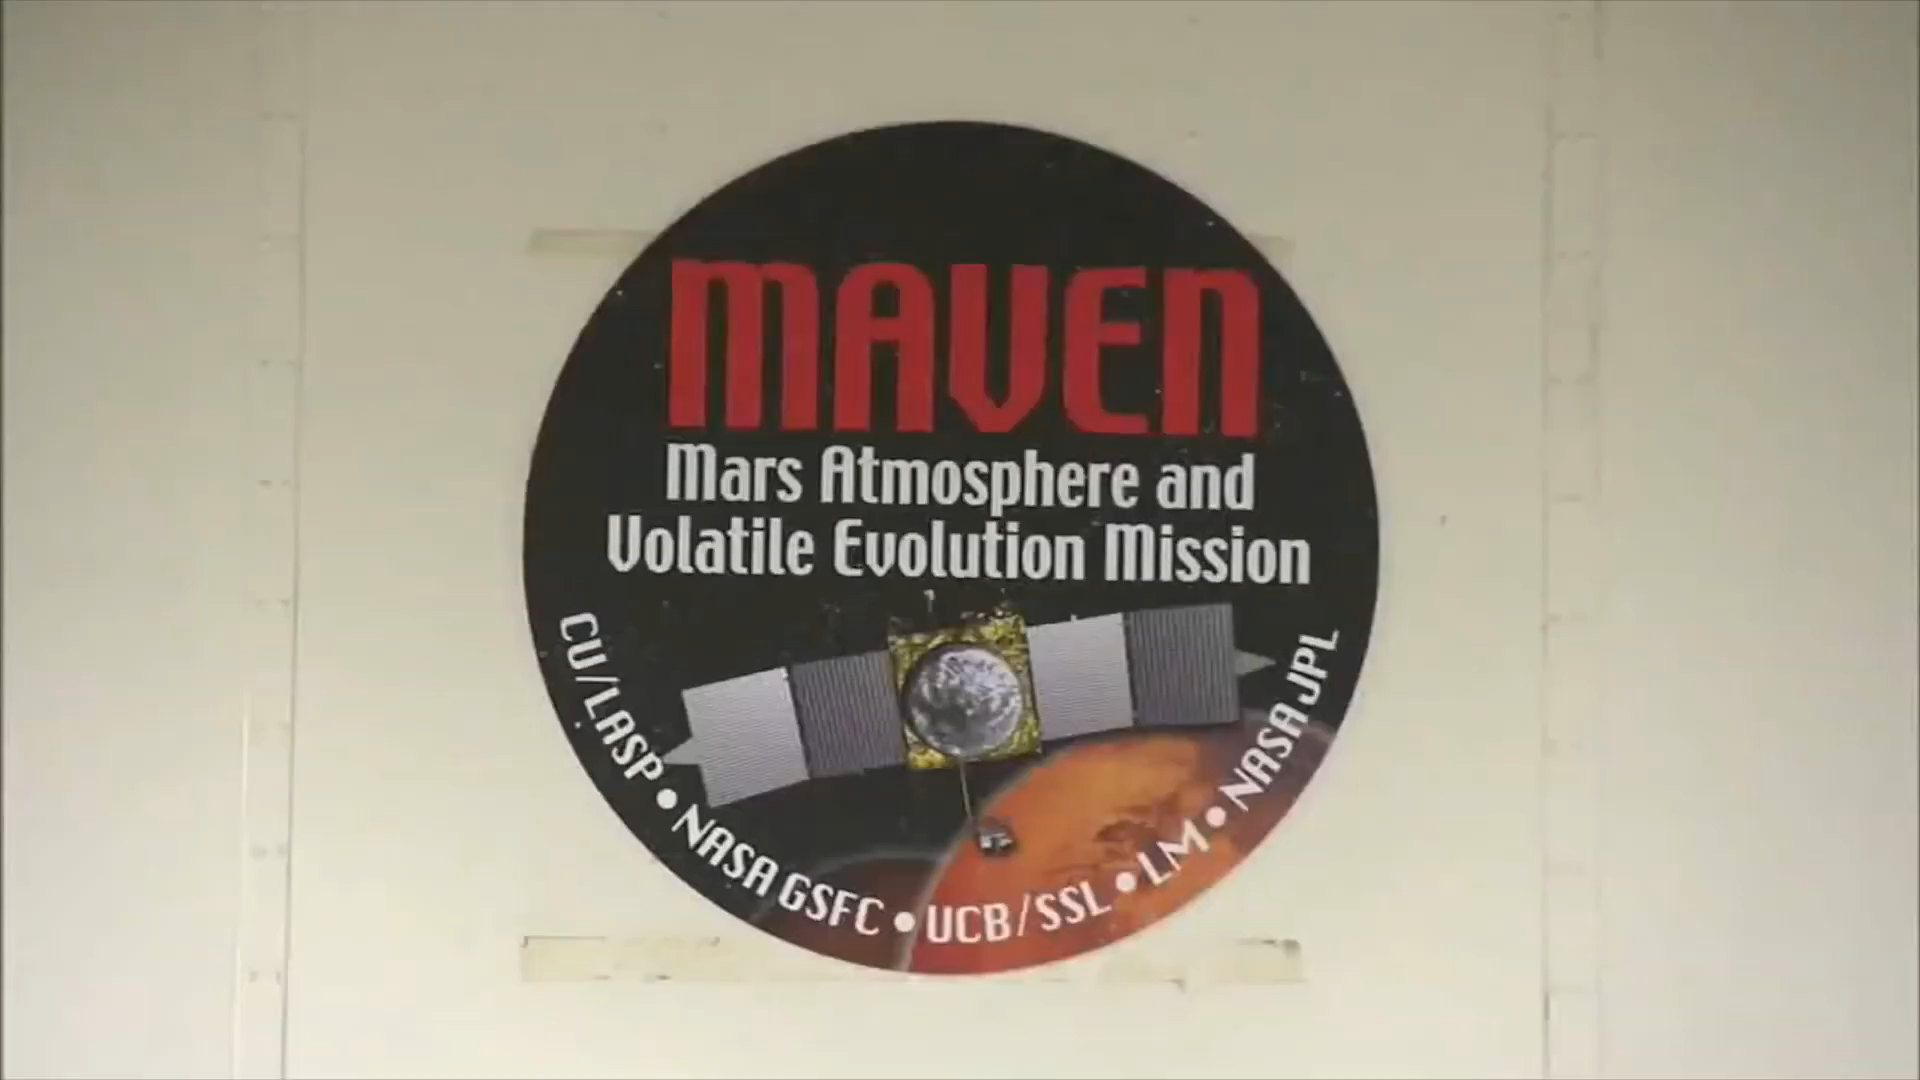 MAVEN
Mars Atmosphere and
Volatile Evolution Mission
CU/LASP • NASA GSFC • UCB/SSL • LM • NASA JPL